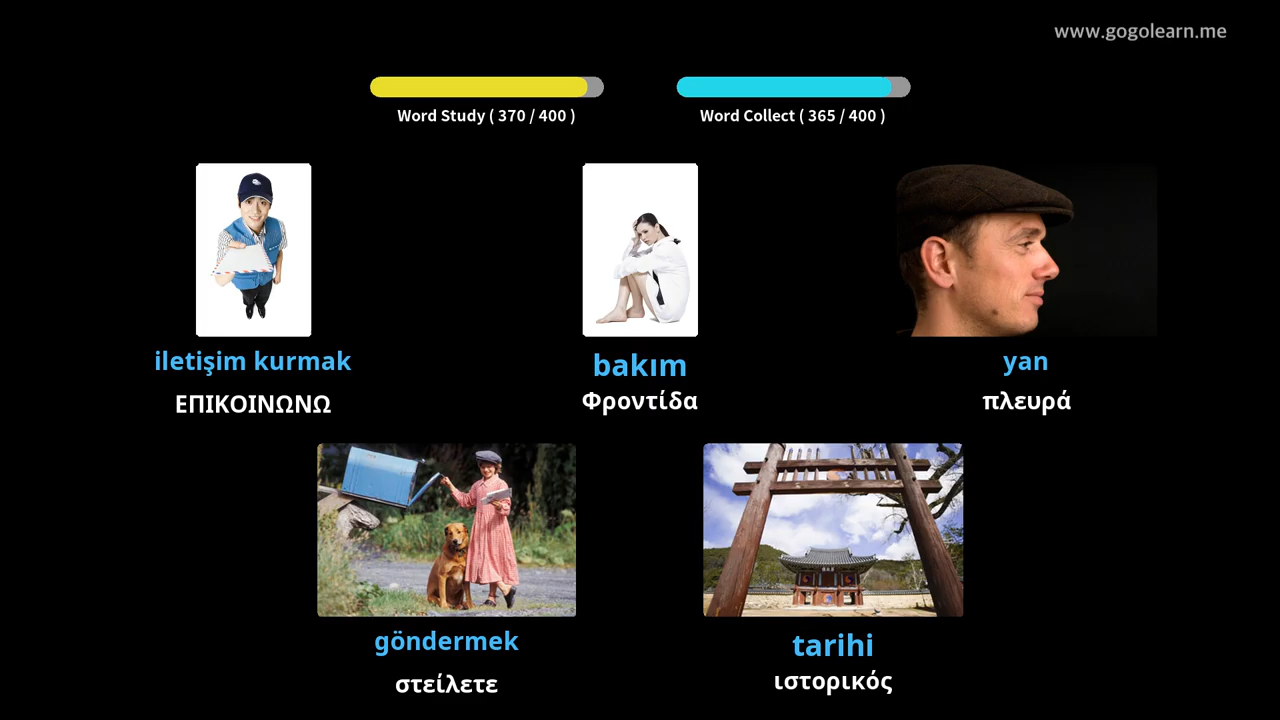 www.gogolearn.me
Word Study ( 370 / 400 )
Word Collect ( 365 / 400 )
iletişim kurmak
ΕΠΙΚΟΙΝΩΝΩ
bakım
Φροντίδα
yan
πλευρά
göndermek
στείλετε
tarihi
ιστορικός